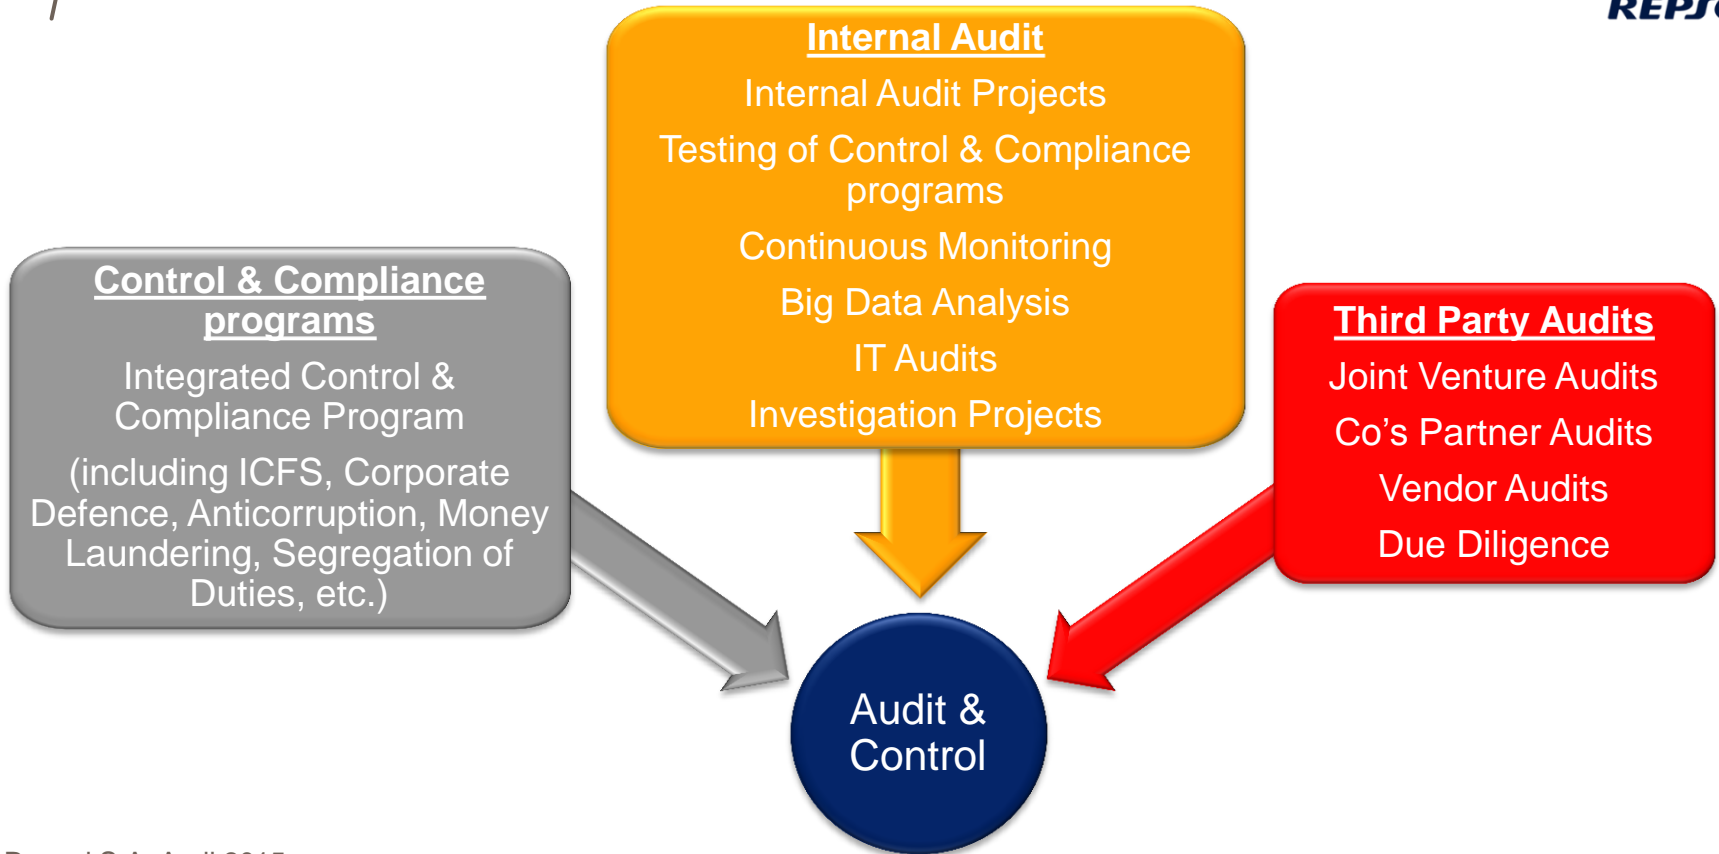 Internal Audit
Internal Audit Projects
Testing of Control & Compliance
programs
Continuous Monitoring
Big Data Analysis
IT Audits
Investigation Projects
Control & Compliance
programs
Integrated Control &
Compliance Program
(including ICFS, Corporate
Defence, Anticorruption, Money
Laundering, Segregation of
Duties, etc.)
Third Party Audits
Joint Venture Audits
Co's Partner Audits
Vendor Audits
Due Diligence
Audit &
Control